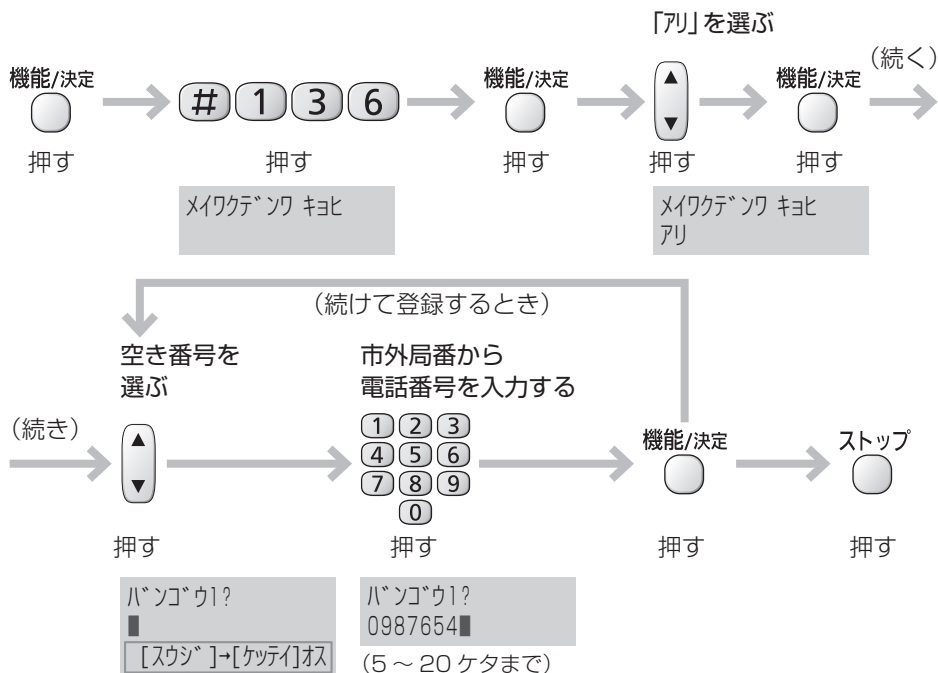 「アリ」を選ぶ
機能/決定
# 1 3 6
機能/決定
▲
▼
機能/決定
(続く)
押す
押す
押す
押す
押す
メイワクデンワ キョヒ
メイワクデンワ キョヒ
アリ
(続けて登録するとき)
空き番号を
選ぶ
市外局番から
電話番号を入力する
(続き)
▲
▼
1 2 3
4 5 6
7 8 9
0
機能/決定
ストップ
押す
押す
押す
押す
バンゴウ1?
[スウジ]→[ケッテイ]オス
バンゴウ1?
0987654
(5～20 ケタまで)